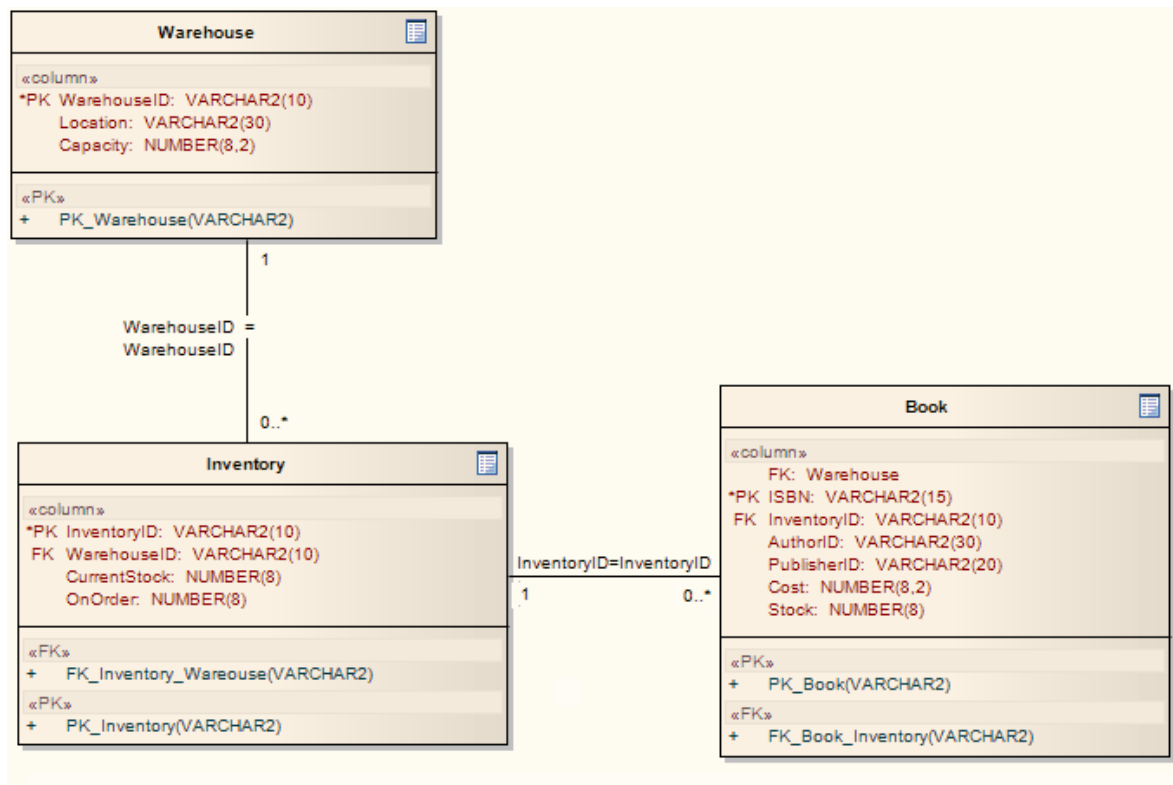 Warehouse
«column»
*PK WarehouseID: VARCHAR2(10)
Location: VARCHAR2(30)
Capacity: NUMBER(8,2)
«PK»
+ PK_Warehouse(VARCHAR2)
1
WarehouseID =
WarehouseID
0..*
Inventory
«column»
*PK InventoryID: VARCHAR2(10)
FK WarehouseID: VARCHAR2(10)
CurrentStock: NUMBER(8)
OnOrder: NUMBER(8)
«FK»
+ FK_Inventory_Wareouse(VARCHAR2)
«PK»
+ PK_Inventory(VARCHAR2)
InventoryID=InventoryID
1 0..*
Book
«column»
FK: Warehouse
*PK ISBN: VARCHAR2(15)
FK InventoryID: VARCHAR2(10)
AuthorID: VARCHAR2(30)
PublisherID: VARCHAR2(20)
Cost: NUMBER(8,2)
Stock: NUMBER(8)
«PK»
+ PK_Book(VARCHAR2)
«FK»
+ FK_Book_Inventory(VARCHAR2)